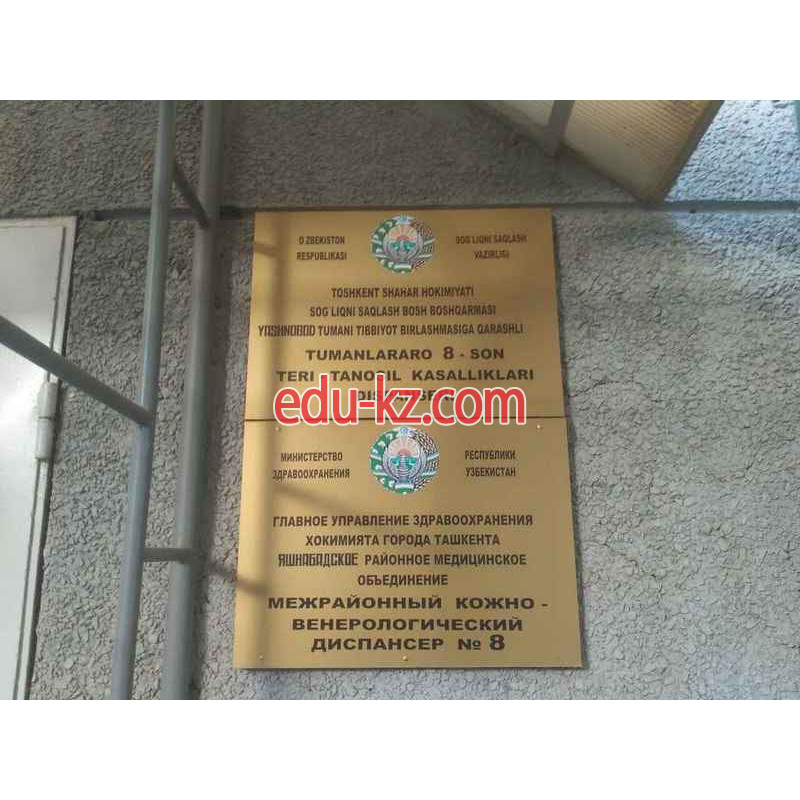 O ZBEKISTON
RESPUBLIKASI
SOG LIQNI SAQLASH
VAZIRLIGI
TOSHKENT SHAHAR HOKIMIYATI
SOG`LIQNI SAQLASH BOSH BOSHQARMASI
YASHNOBOD TUMANI TIBBIYOT BIRLASHMASIGA QARASHLI
TUMANLARARO 8 - SON
TERI TANOSIL KASALLIKLARI
edu-kz.com
МИНИСТЕРСТВО
ЗДРАВООХРАНЕНИЯ
РЕСПУБЛИКИ
УЗБЕКИСТАН
ГЛАВНОЕ УПРАВЛЕНИЕ ЗДРАВООХРАНЕНИЯ
ХОКИМИЯТА ГОРОДА ТАШКЕНТА
ЯШНАБАДСКОЕ РАЙОННОЕ МЕДИЦИНСКОЕ
ОБЪЕДИНЕНИЕ
МЕЖРАЙОННЫЙ КОЖНО -
ВЕНЕРОЛОГИЧЕСКИЙ
ДИСПАНСЕР № 8